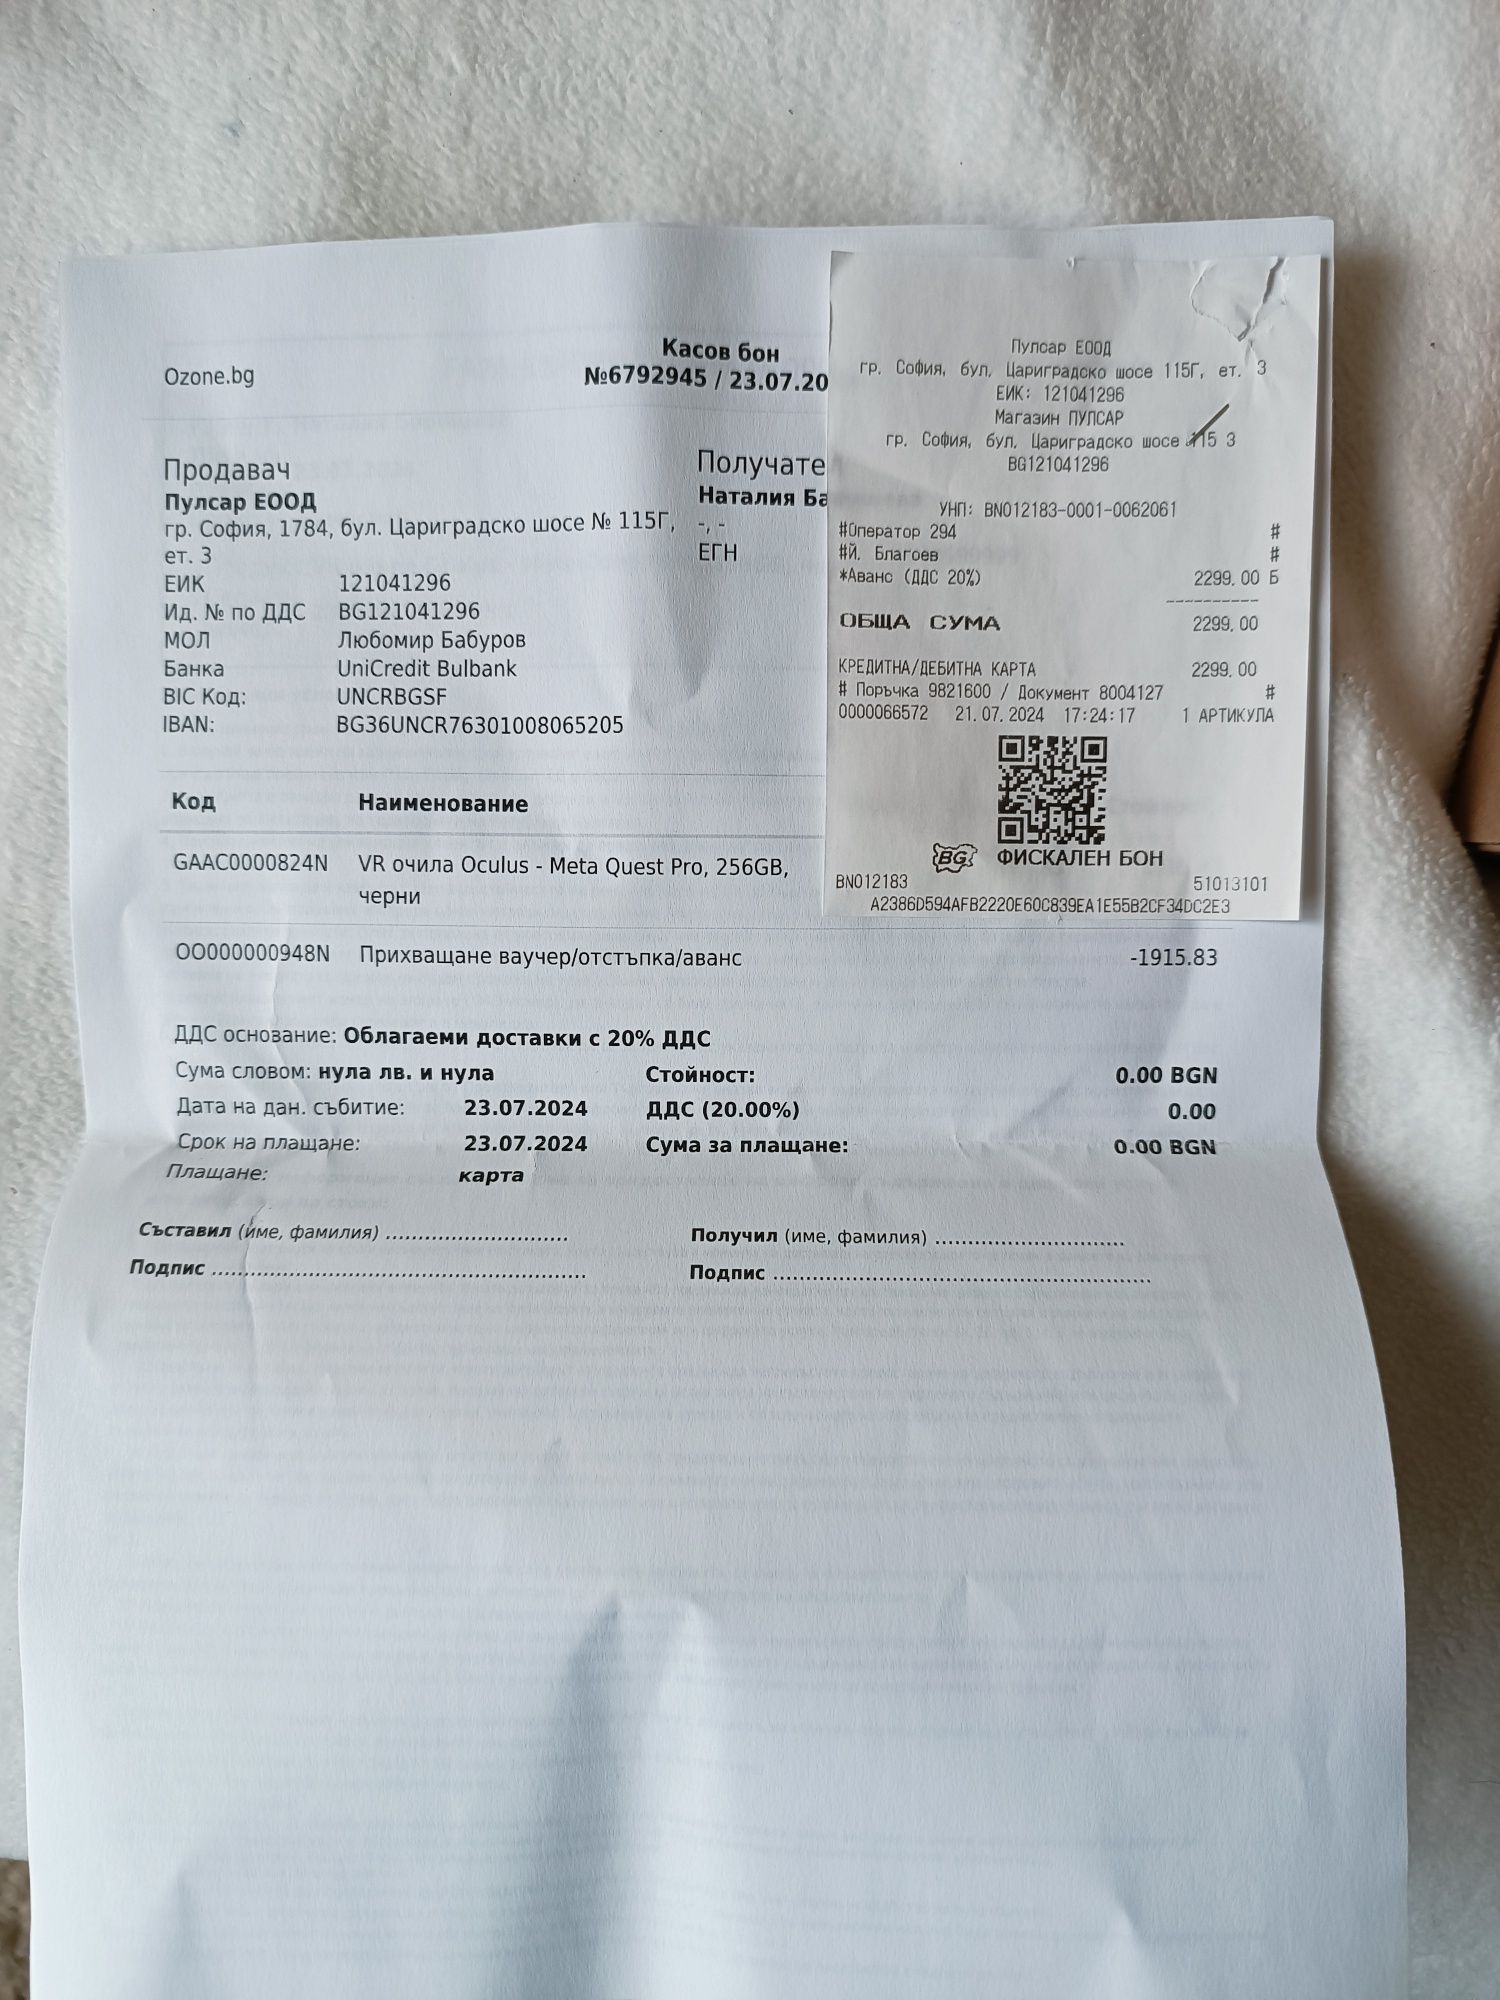 Ozone.bg
Касов бон
№6792945 / 23.07.20
Продавач
Пулсар ЕООД
гр. София, 1784, бул. Цариградско шосе № 115Г,
ет. 3
ЕИК 121041296
Ид. № по ДДС BG121041296
МОЛ Любомир Бабуров
Банка UniCredit Bulbank
BIC Код: UNCRBGSF
IBAN: BG36UNCR76301008065205
Получате
Наталия Ба
-, -
ЕГН
Код Наименование
GAAC0000824N VR очила Oculus - Meta Quest Pro, 256GB,
черни
OO000000948N Прихващане ваучер/отстъпка/аванс -1915.83
ДДС основание: Облагаеми доставки с 20% ДДС
Сума словом: нула лв. и нула Стойност: 0.00 BGN
Дата на дан. събитие: 23.07.2024 ДДС (20.00%) 0.00
Срок на плащане: 23.07.2024 Сума за плащане: 0.00 BGN
Плащане: карта
Съставил (име, фамилия) ............................ Получил (име, фамилия) .............................
Подпис ......................................................... Подпис .........................................................
Пулсар ЕООД
гр. София, бул. Цариградско шосе 115Г, ет. 3
ЕИК: 121041296
Магазин ПУЛСАР
гр. София, бул. Цариградско шосе 115 3
BG121041296
УНП: BN012183-0001-0062061
#Оператор 294 #
#Й. Благоев #
*Аванс (ДДС 20%) 2299.00 Б
----------
ОБЩА СУМА 2299.00
КРЕДИТНА/ДЕБИТНА КАРТА 2299.00
# Поръчка 9821600 / Документ 8004127 #
0000066572 21.07.2024 17:24:17 1 АРТИКУЛА
BG ФИСКАЛЕН БОН
BN012183 51013101
A2386D594AFB2220E60C839EA1E55B2CF34DC2E3